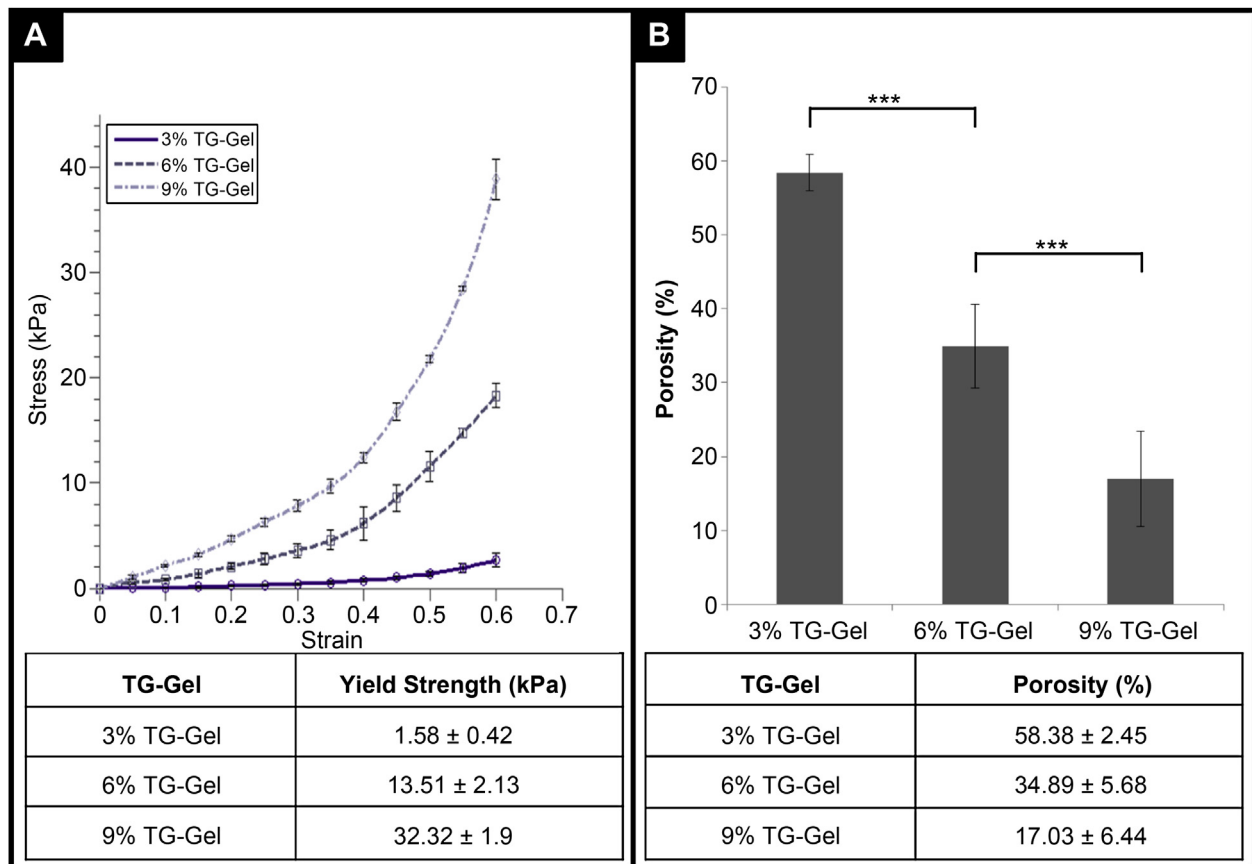 A
3% TG-Gel
6% TG-Gel
9% TG-Gel
Stress (kPa)
40
30
20
10
0
0
0.1
0.2
0.3
0.4
0.5
0.6
0.7
Strain
TG-Gel Yield Strength (kPa)
3% TG-Gel 1.58 ± 0.42
6% TG-Gel 13.51 ± 2.13
9% TG-Gel 32.32 ± 1.9
B
***
***
Porosity (%)
70
60
50
40
30
20
10
0
3% TG-Gel
6% TG-Gel
9% TG-Gel
TG-Gel Porosity (%)
3% TG-Gel 58.38 ± 2.45
6% TG-Gel 34.89 ± 5.68
9% TG-Gel 17.03 ± 6.44